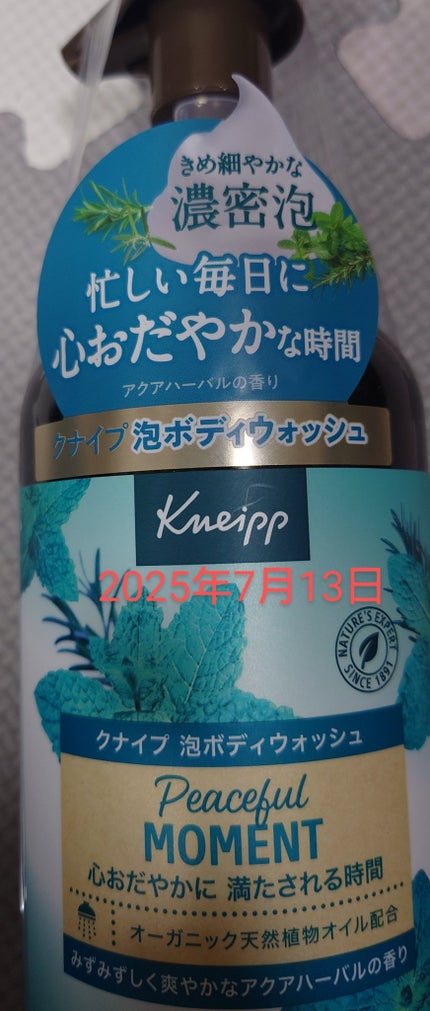 きめ細やかな
濃密泡
忙しい毎日に
心おだやかな時間
アクアハーバルの香り
クナイプ 泡ボディウォッシュ
Kneipp
2025年7月13日
NATURE'S EXPERT
SINCE 1891
クナイプ 泡ボディウォッシュ
Peaceful
MOMENT
心おだやかに 満たされる時間
オーガニック天然植物オイル配合
みずみずしく爽やかなアクアハーバルの香り